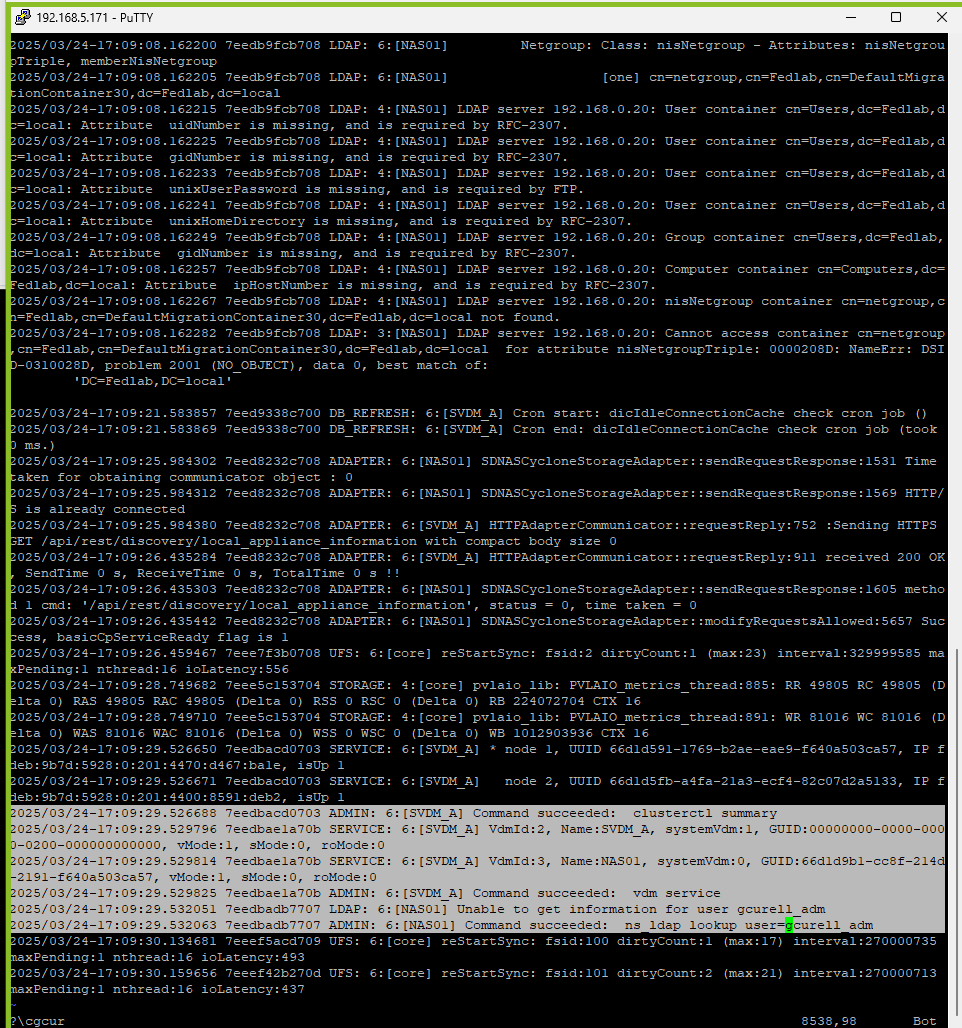 192.168.5.171 - PuTTY
2025/03/24-17:09:08.162200 7eedb9fcb708 LDAP: 6:[NAS01]         Netgroup: Class: nisNetgroup - Attributes: nisNetgrou
pTriple, memberNisNetgroup
2025/03/24-17:09:08.162205 7eedb9fcb708 LDAP: 6:[NAS01]                   [one] cn=netgroup,cn=Fedlab,cn=DefaultMigra
tionContainer30,dc=Fedlab,dc=local
2025/03/24-17:09:08.162215 7eedb9fcb708 LDAP: 4:[NAS01] LDAP server 192.168.0.20: User container cn=Users,dc=Fedlab,d
c=local: Attribute  uidNumber is missing, and is required by RFC-2307.
2025/03/24-17:09:08.162225 7eedb9fcb708 LDAP: 4:[NAS01] LDAP server 192.168.0.20: User container cn=Users,dc=Fedlab,d
c=local: Attribute  gidNumber is missing, and is required by RFC-2307.
2025/03/24-17:09:08.162233 7eedb9fcb708 LDAP: 4:[NAS01] LDAP server 192.168.0.20: User container cn=Users,dc=Fedlab,d
c=local: Attribute  unixUserPassword is missing, and is required by FTP.
2025/03/24-17:09:08.162241 7eedb9fcb708 LDAP: 4:[NAS01] LDAP server 192.168.0.20: User container cn=Users,dc=Fedlab,d
c=local: Attribute  unixHomeDirectory is missing, and is required by RFC-2307.
2025/03/24-17:09:08.162249 7eedb9fcb708 LDAP: 4:[NAS01] LDAP server 192.168.0.20: Group container cn=Users,dc=Fedlab,
dc=local: Attribute  gidNumber is missing, and is required by RFC-2307.
2025/03/24-17:09:08.162257 7eedb9fcb708 LDAP: 4:[NAS01] LDAP server 192.168.0.20: Computer container cn=Computers,dc=
Fedlab,dc=local: Attribute  ipHostNumber is missing, and is required by RFC-2307.
2025/03/24-17:09:08.162267 7eedb9fcb708 LDAP: 4:[NAS01] LDAP server 192.168.0.20: nisNetgroup container cn=netgroup,c
n=Fedlab,cn=DefaultMigrationContainer30,dc=Fedlab,dc=local not found.
2025/03/24-17:09:08.162282 7eedb9fcb708 LDAP: 3:[NAS01] LDAP server 192.168.0.20: Cannot access container cn=netgroup
,cn=Fedlab,cn=DefaultMigrationContainer30,dc=Fedlab,dc=local  for attribute nisNetgroupTriple: 0000208D: NameErr: DSI
D-0310028D, problem 2001 (NO_OBJECT), data 0, best match of:
        'DC=Fedlab,DC=local'
2025/03/24-17:09:21.583857 7eed9338c700 DB_REFRESH: 6:[SVDM_A] Cron start: dicIdleConnectionCache check cron job ()
2025/03/24-17:09:21.583869 7eed9338c700 DB_REFRESH: 6:[SVDM_A] Cron end: dicIdleConnectionCache check cron job (took
0 ms.)
2025/03/24-17:09:25.984302 7eed8232c708 ADAPTER: 6:[NAS01] SDNASCycloneStorageAdapter::sendRequestResponse:1531 Time
taken for obtaining communicator object : 0
2025/03/24-17:09:25.984312 7eed8232c708 ADAPTER: 6:[NAS01] SDNASCycloneStorageAdapter::sendRequestResponse:1569 HTTP/
S is already connected
2025/03/24-17:09:25.984380 7eed8232c708 ADAPTER: 6:[SVDM_A] HTTPAdapterCommunicator::requestReply:752 :Sending HTTPS
GET /api/rest/discovery/local_appliance_information with compact body size 0
2025/03/24-17:09:26.435284 7eed8232c708 ADAPTER: 6:[SVDM_A] HTTPAdapterCommunicator::requestReply:911 received 200 OK
, SendTime 0 s, ReceiveTime 0 s, TotalTime 0 s !!
2025/03/24-17:09:26.435303 7eed8232c708 ADAPTER: 6:[NAS01] SDNASCycloneStorageAdapter::sendRequestResponse:1605 metho
d 1 cmd: '/api/rest/discovery/local_appliance_information', status = 0, time taken = 0
2025/03/24-17:09:26.435442 7eed8232c708 ADAPTER: 6:[NAS01] SDNASCycloneStorageAdapter::modifyRequestsAllowed:5657 Suc
cess, basicCpServiceReady flag is 1
2025/03/24-17:09:26.459467 7eee7f3b0708 UFS: 6:[core] reStartSync: fsid:2 dirtyCount:1 (max:23) interval:329999585 ma
xPending:1 nthread:16 ioLatency:556
2025/03/24-17:09:28.749682 7eee5c153704 STORAGE: 4:[core] pvlaio_lib: PVLAIO_metrics_thread:885: RR 49805 RC 49805 (D
elta 0) RAS 49805 RAC 49805 (Delta 0) RSS 0 RSC 0 (Delta 0) RB 224072704 CTX 16
2025/03/24-17:09:28.749710 7eee5c153704 STORAGE: 4:[core] pvlaio_lib: PVLAIO_metrics_thread:891: WR 81016 WC 81016 (D
elta 0) WAS 81016 WAC 81016 (Delta 0) WSS 0 WSC 0 (Delta 0) WB 1012903936 CTX 16
2025/03/24-17:09:29.526650 7eedbacd0703 SERVICE: 6:[SVDM_A] * node 1, UUID 66d1d591-1769-b2ae-eae9-f640a503ca57, IP f
deb:9b7d:5928:0:201:4470:d467:ba1e, isUp 1
2025/03/24-17:09:29.526671 7eedbacd0703 SERVICE: 6:[SVDM_A]   node 2, UUID 66d1d5fb-a4fa-21a3-ecf4-82c07d2a5133, IP f
deb:9b7d:5928:0:201:4400:8591:deb2, isUp 1
2025/03/24-17:09:29.526688 7eedbacd0703 ADMIN: 6:[SVDM_A] Command succeeded:  clusterctl summary
2025/03/24-17:09:29.529796 7eedbae1a70b SERVICE: 6:[SVDM_A] VdmId:2, Name:SVDM_A, systemVdm:1, GUID:00000000-0000-000
0-0200-000000000000, vMode:1, sMode:0, roMode:0
2025/03/24-17:09:29.529814 7eedbae1a70b SERVICE: 6:[SVDM_A] VdmId:3, Name:NAS01, systemVdm:0, GUID:66d1d9b1-cc8f-214d
-2191-f640a503ca57, vMode:1, sMode:0, roMode:0
2025/03/24-17:09:29.529825 7eedbae1a70b ADMIN: 6:[SVDM_A] Command succeeded:  vdm service
2025/03/24-17:09:29.532051 7eedbadb7707 LDAP: 6:[NAS01] Unable to get information for user gcurell_adm
2025/03/24-17:09:29.532063 7eedbadb7707 ADMIN: 6:[NAS01] Command succeeded:  ns_ldap lookup user=gcurell_adm
2025/03/24-17:09:30.134681 7eeef5acd709 UFS: 6:[core] reStartSync: fsid:100 dirtyCount:1 (max:17) interval:270000735
maxPending:1 nthread:16 ioLatency:493
2025/03/24-17:09:30.159656 7eeef42b270d UFS: 6:[core] reStartSync: fsid:101 dirtyCount:2 (max:21) interval:270000713
maxPending:1 nthread:16 ioLatency:437
~
?\cgcur 8538,98 Bot